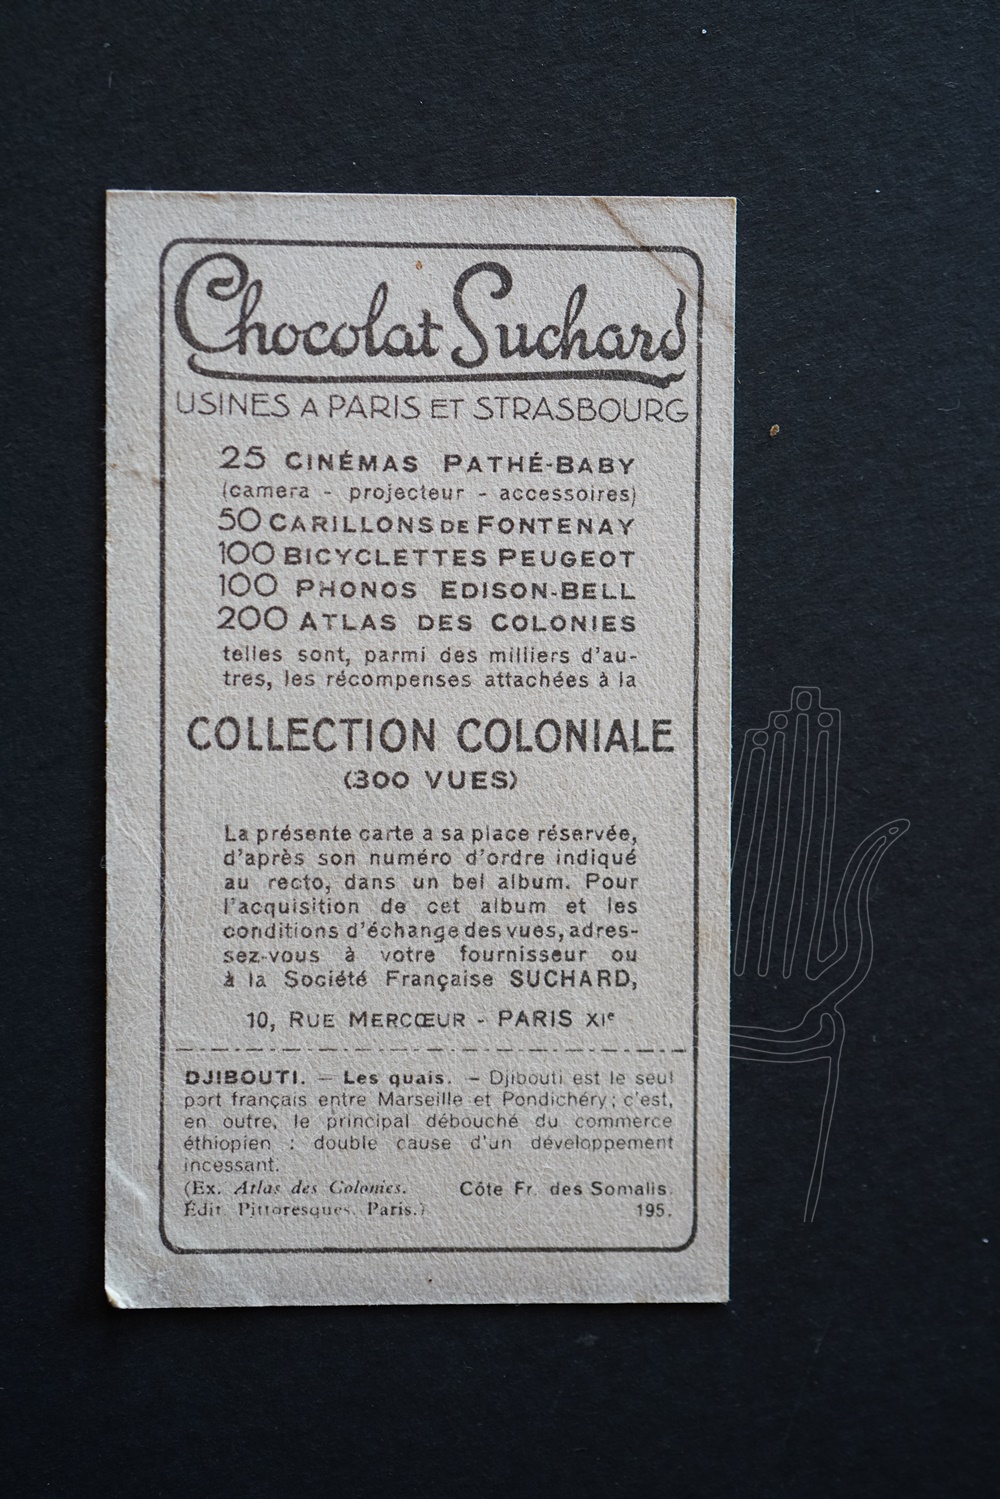 Chocolat Suchard
USINES A PARIS ET STRASBOURG
25 CINÉMAS PATHÉ-BABY
(camera - projecteur - accessoires)
50 CARILLONS DE FONTENAY
100 BICYCLETTES PEUGEOT
100 PHONOS EDISON-BELL
200 ATLAS DES COLONIES
telles sont, parmi des milliers d'au-
tres, les récompenses attachées à la
COLLECTION COLONIALE
(300 VUES)
La présente carte a sa place réservée,
d'après son numéro d'ordre indiqué
au recto, dans un bel album. Pour
l'acquisition de cet album et les
conditions d'échange des vues, adres-
sez-vous à votre fournisseur ou
à la Société Française SUCHARD,
10, RUE MERCŒUR - PARIS XIe
DJIBOUTI. — Les quais. — Djibouti est le seul
port français entre Marseille et Pondichéry; c'est,
en outre, le principal débouché du commerce
éthiopien : double cause d'un développement
incessant.
(Ex. Atlas des Colonies. Côte Fr. des Somalis.
Édit. Pittoresques. Paris.) 195.